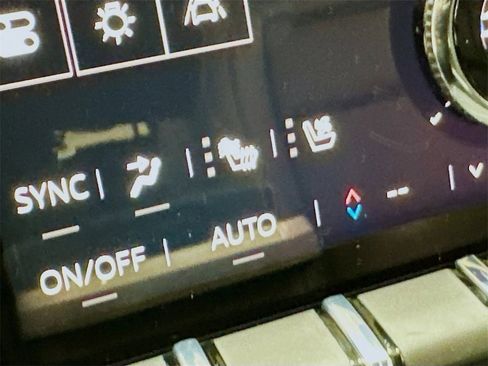 SYNC
ON/OFF AUTO --